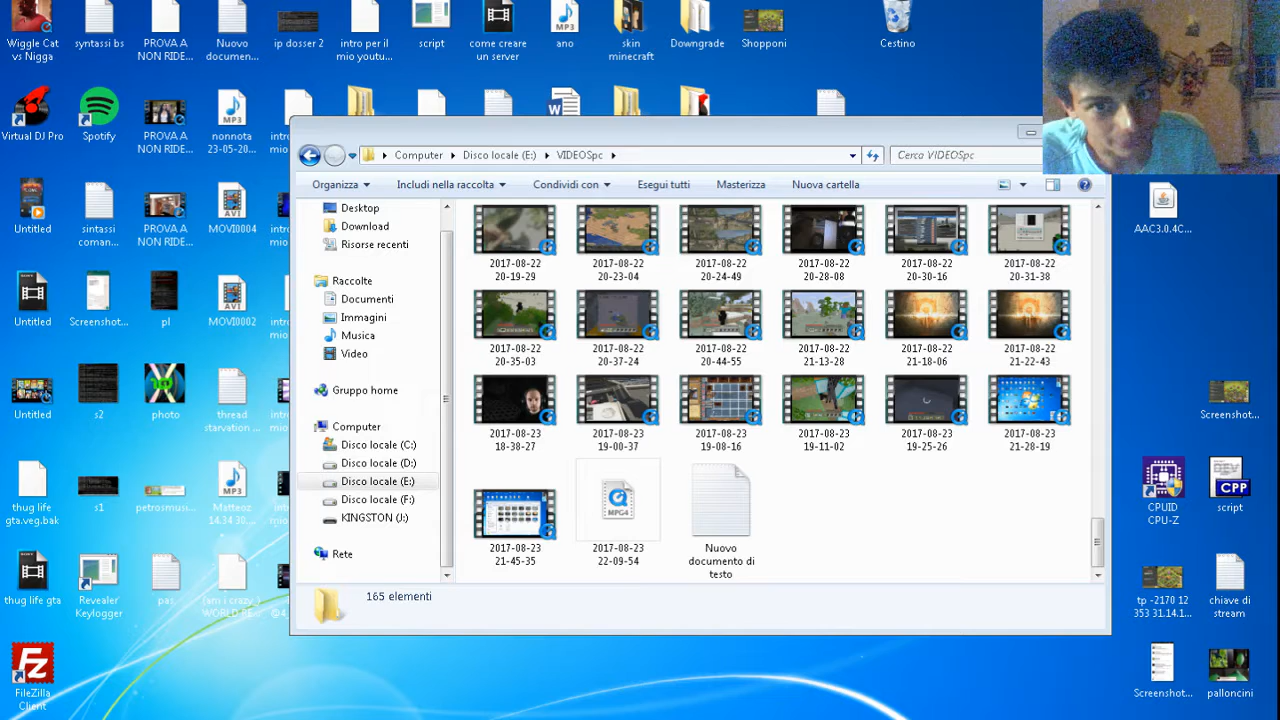 Wiggle Cat
vs Nigga
syntassi bs
PROVA A
NON RIDE...
Nuovo
documen...
ip dosser 2
intro per il
mio youtu...
script
come creare
un server
ano
skin
minecraft
Downgrade
Shopponi
Cestino
Virtual DJ Pro
Spotify
PROVA A
NON RIDE...
nonnota
23-05-20...
Untitled
sintassi
coman...
PROVA A
NON RIDE...
MOVI0004
Untitled
Screenshot...
pl
MOVI0002
Untitled
s2
photo
thread
starvation ...
thug life
gta.veg.bak
s1
petrosmusi...
Matteoz
14.34 30...
thug life gta
Revealer
Keylogger
FileZilla
Client
Computer
Disco locale (E:)
VIDEOSpc
Cerca VIDEOSpc
Organizza
Includi nella raccolta
Condividi con
Esegui tutti
Masterizza
Nuova cartella
Desktop
Download
Risorse recenti
Raccolte
Documenti
Immagini
Musica
Video
Gruppo home
Computer
Disco locale (C:)
Disco locale (D:)
Disco locale (E:)
Disco locale (F:)
KINGSTON (J:)
Rete
2017-08-22
20-19-29
2017-08-22
20-23-04
2017-08-22
20-24-49
2017-08-22
20-28-08
2017-08-22
20-30-16
2017-08-22
20-31-38
2017-08-22
20-35-03
2017-08-22
20-37-24
2017-08-22
20-44-55
2017-08-22
21-13-28
2017-08-22
21-18-06
2017-08-22
21-22-43
2017-08-23
18-38-27
2017-08-23
19-00-37
2017-08-23
19-08-16
2017-08-23
19-11-02
2017-08-23
19-25-26
2017-08-23
21-28-19
2017-08-23
21-45-35
MPG4
2017-08-23
22-09-54
Nuovo
documento di
testo
165 elementi
AAC3.0.4C...
Screenshot...
CPUID
CPU-Z
CPP
script
tp -2170 12
353 31.14.1...
chiave di
stream
Screenshot...
palloncini